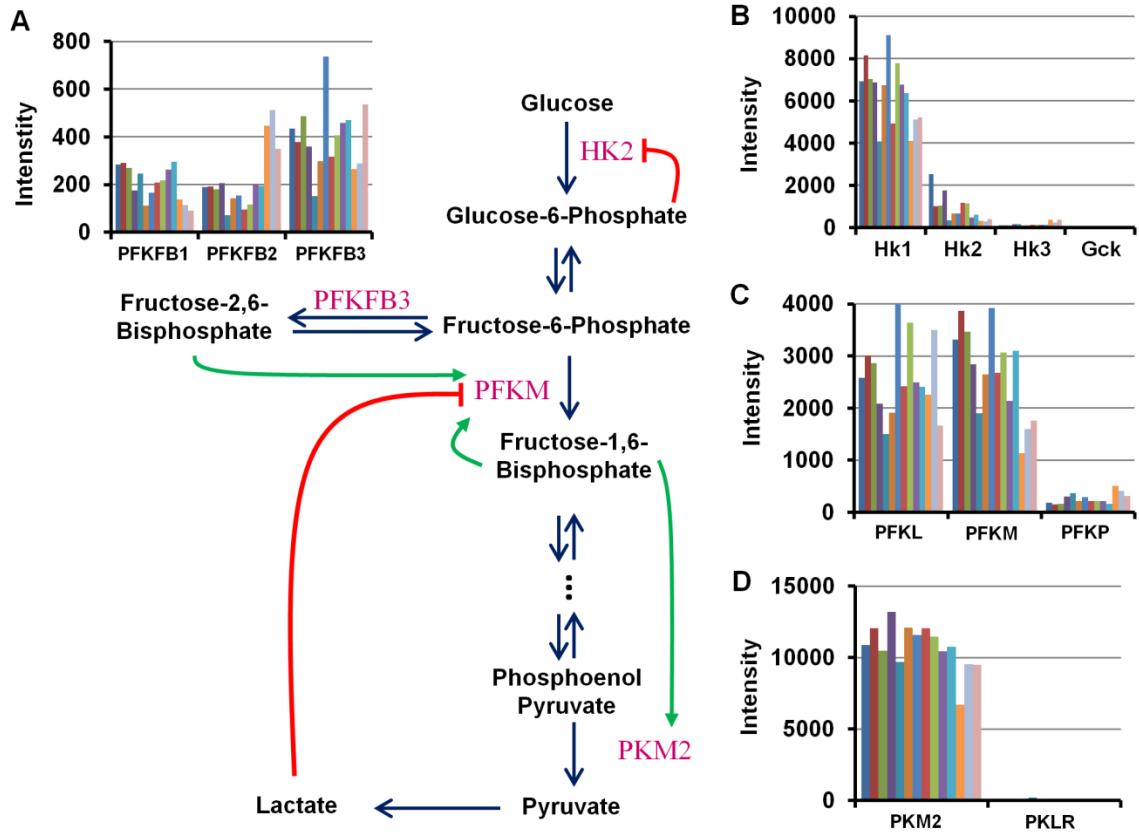 A
800
600
400
200
0
Intenstity
PFKFB1 PFKFB2 PFKFB3
Glucose
HK2
Glucose-6-Phosphate
Fructose-2,6-
Bisphosphate
PFKFB3
Fructose-6-Phosphate
PFKM
Fructose-1,6-
Bisphosphate
...
Phosphoenol
Pyruvate
PKM2
Lactate
Pyruvate
B
10000
8000
6000
4000
2000
0
Intensity
Hk1 Hk2 Hk3 Gck
C
4000
3000
2000
1000
0
Intensity
PFKL PFKM PFKP
D
15000
10000
5000
0
Intensity
PKM2 PKLR